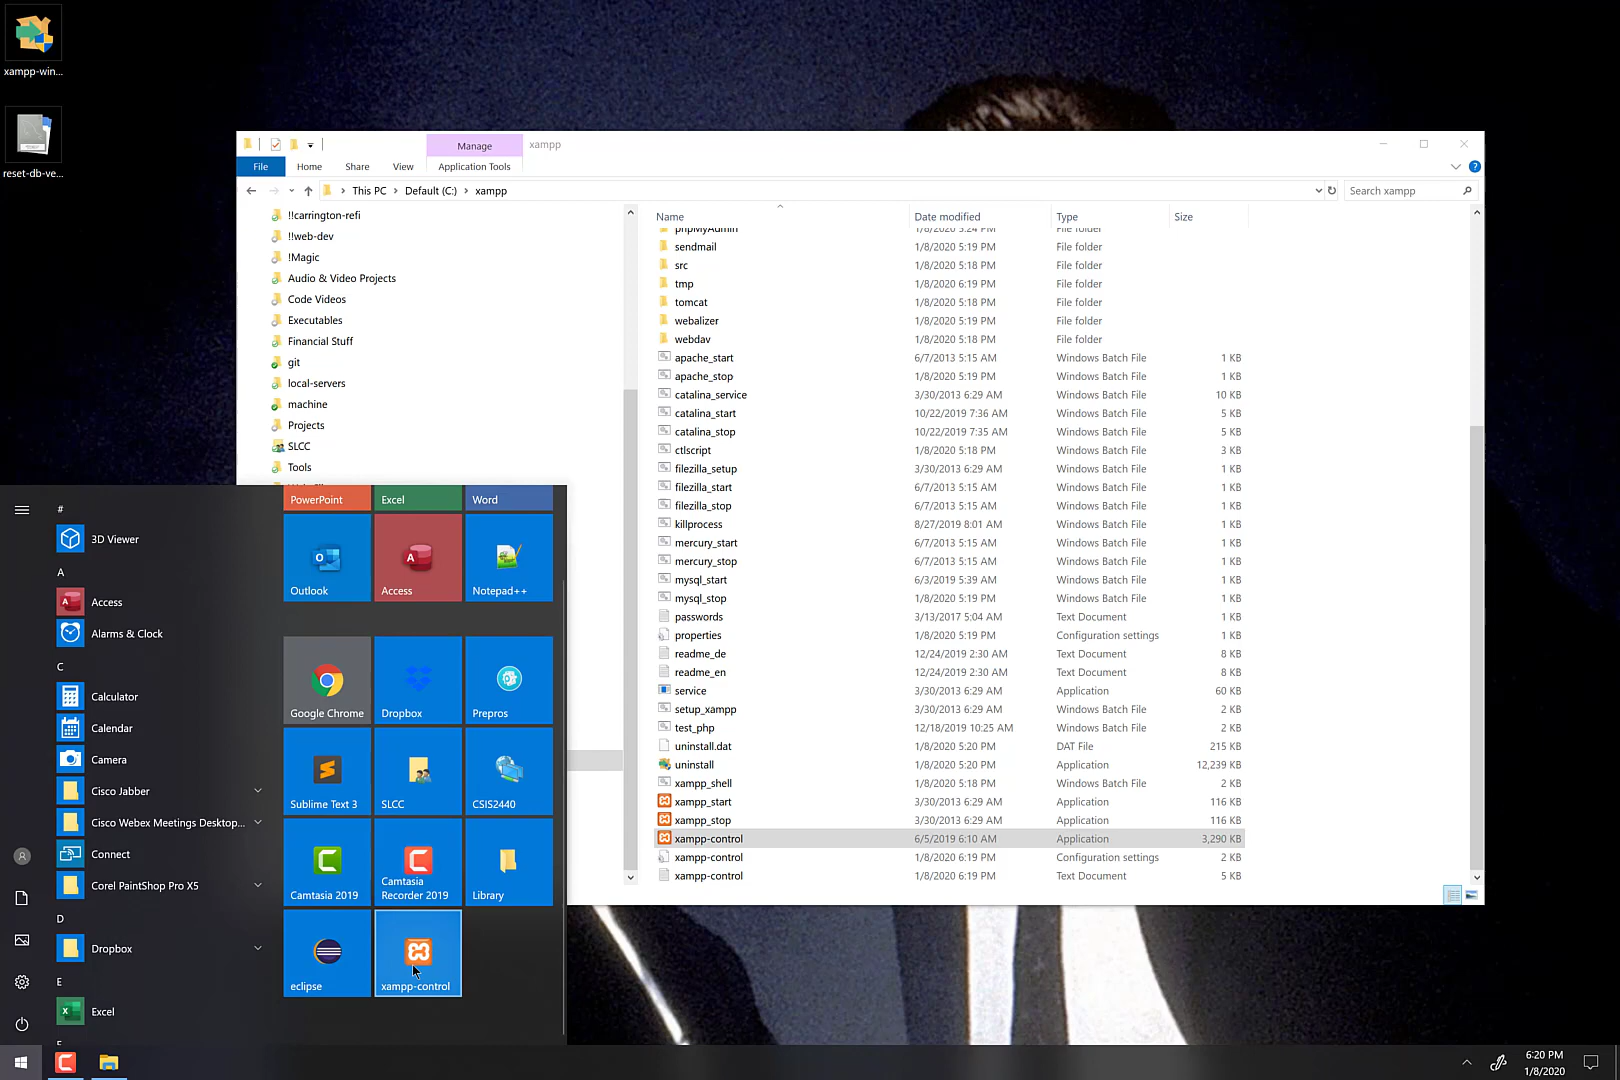 xampp-win...
reset-db-ve...
Manage
xampp
File
Home
Share
View
Application Tools
This PC
Default (C:)
xampp
Search xampp
!!carrington-refi
!!web-dev
!Magic
Audio & Video Projects
Code Videos
Executables
Financial Stuff
git
local-servers
machine
Projects
SLCC
Tools
Name Date modified Type Size
phpMyAdmin 1/8/2020 5:24 PM File folder
sendmail 1/8/2020 5:19 PM File folder
src 1/8/2020 5:18 PM File folder
tmp 1/8/2020 6:19 PM File folder
tomcat 1/8/2020 5:18 PM File folder
webalizer 1/8/2020 5:19 PM File folder
webdav 1/8/2020 5:18 PM File folder
apache_start 6/7/2013 5:15 AM Windows Batch File 1 KB
apache_stop 1/8/2020 5:19 PM Windows Batch File 1 KB
catalina_service 3/30/2013 6:29 AM Windows Batch File 10 KB
catalina_start 10/22/2019 7:36 AM Windows Batch File 5 KB
catalina_stop 10/22/2019 7:35 AM Windows Batch File 5 KB
ctlscript 1/8/2020 5:18 PM Windows Batch File 3 KB
filezilla_setup 3/30/2013 6:29 AM Windows Batch File 1 KB
filezilla_start 6/7/2013 5:15 AM Windows Batch File 1 KB
filezilla_stop 6/7/2013 5:15 AM Windows Batch File 1 KB
killprocess 8/27/2019 8:01 AM Windows Batch File 1 KB
mercury_start 6/7/2013 5:15 AM Windows Batch File 1 KB
mercury_stop 6/7/2013 5:15 AM Windows Batch File 1 KB
mysql_start 6/3/2019 5:39 AM Windows Batch File 1 KB
mysql_stop 1/8/2020 5:19 PM Windows Batch File 1 KB
passwords 3/13/2017 5:04 AM Text Document 1 KB
properties 1/8/2020 5:19 PM Configuration settings 1 KB
readme_de 12/24/2019 2:30 AM Text Document 8 KB
readme_en 12/24/2019 2:30 AM Text Document 8 KB
service 3/30/2013 6:29 AM Application 60 KB
setup_xampp 3/30/2013 6:29 AM Windows Batch File 2 KB
test_php 12/18/2019 10:25 AM Windows Batch File 2 KB
uninstall.dat 1/8/2020 5:20 PM DAT File 215 KB
uninstall 1/8/2020 5:20 PM Application 12,239 KB
xampp_shell 1/8/2020 5:18 PM Windows Batch File 2 KB
xampp_start 3/30/2013 6:29 AM Application 116 KB
xampp_stop 3/30/2013 6:29 AM Application 116 KB
xampp-control 6/5/2019 6:10 AM Application 3,290 KB
xampp-control 1/8/2020 6:19 PM Configuration settings 2 KB
xampp-control 1/8/2020 6:19 PM Text Document 5 KB
#
3D Viewer
A
Access
Alarms & Clock
C
Calculator
Calendar
Camera
Cisco Jabber
Cisco Webex Meetings Desktop...
Connect
Corel PaintShop Pro X5
D
Dropbox
E
Excel
PowerPoint
Excel
Word
Outlook
Access
Notepad++
Google Chrome
Dropbox
Prepros
Sublime Text 3
SLCC
CSIS2440
Camtasia 2019
Camtasia
Recorder 2019
Library
eclipse
xampp-control
6:20 PM
1/8/2020